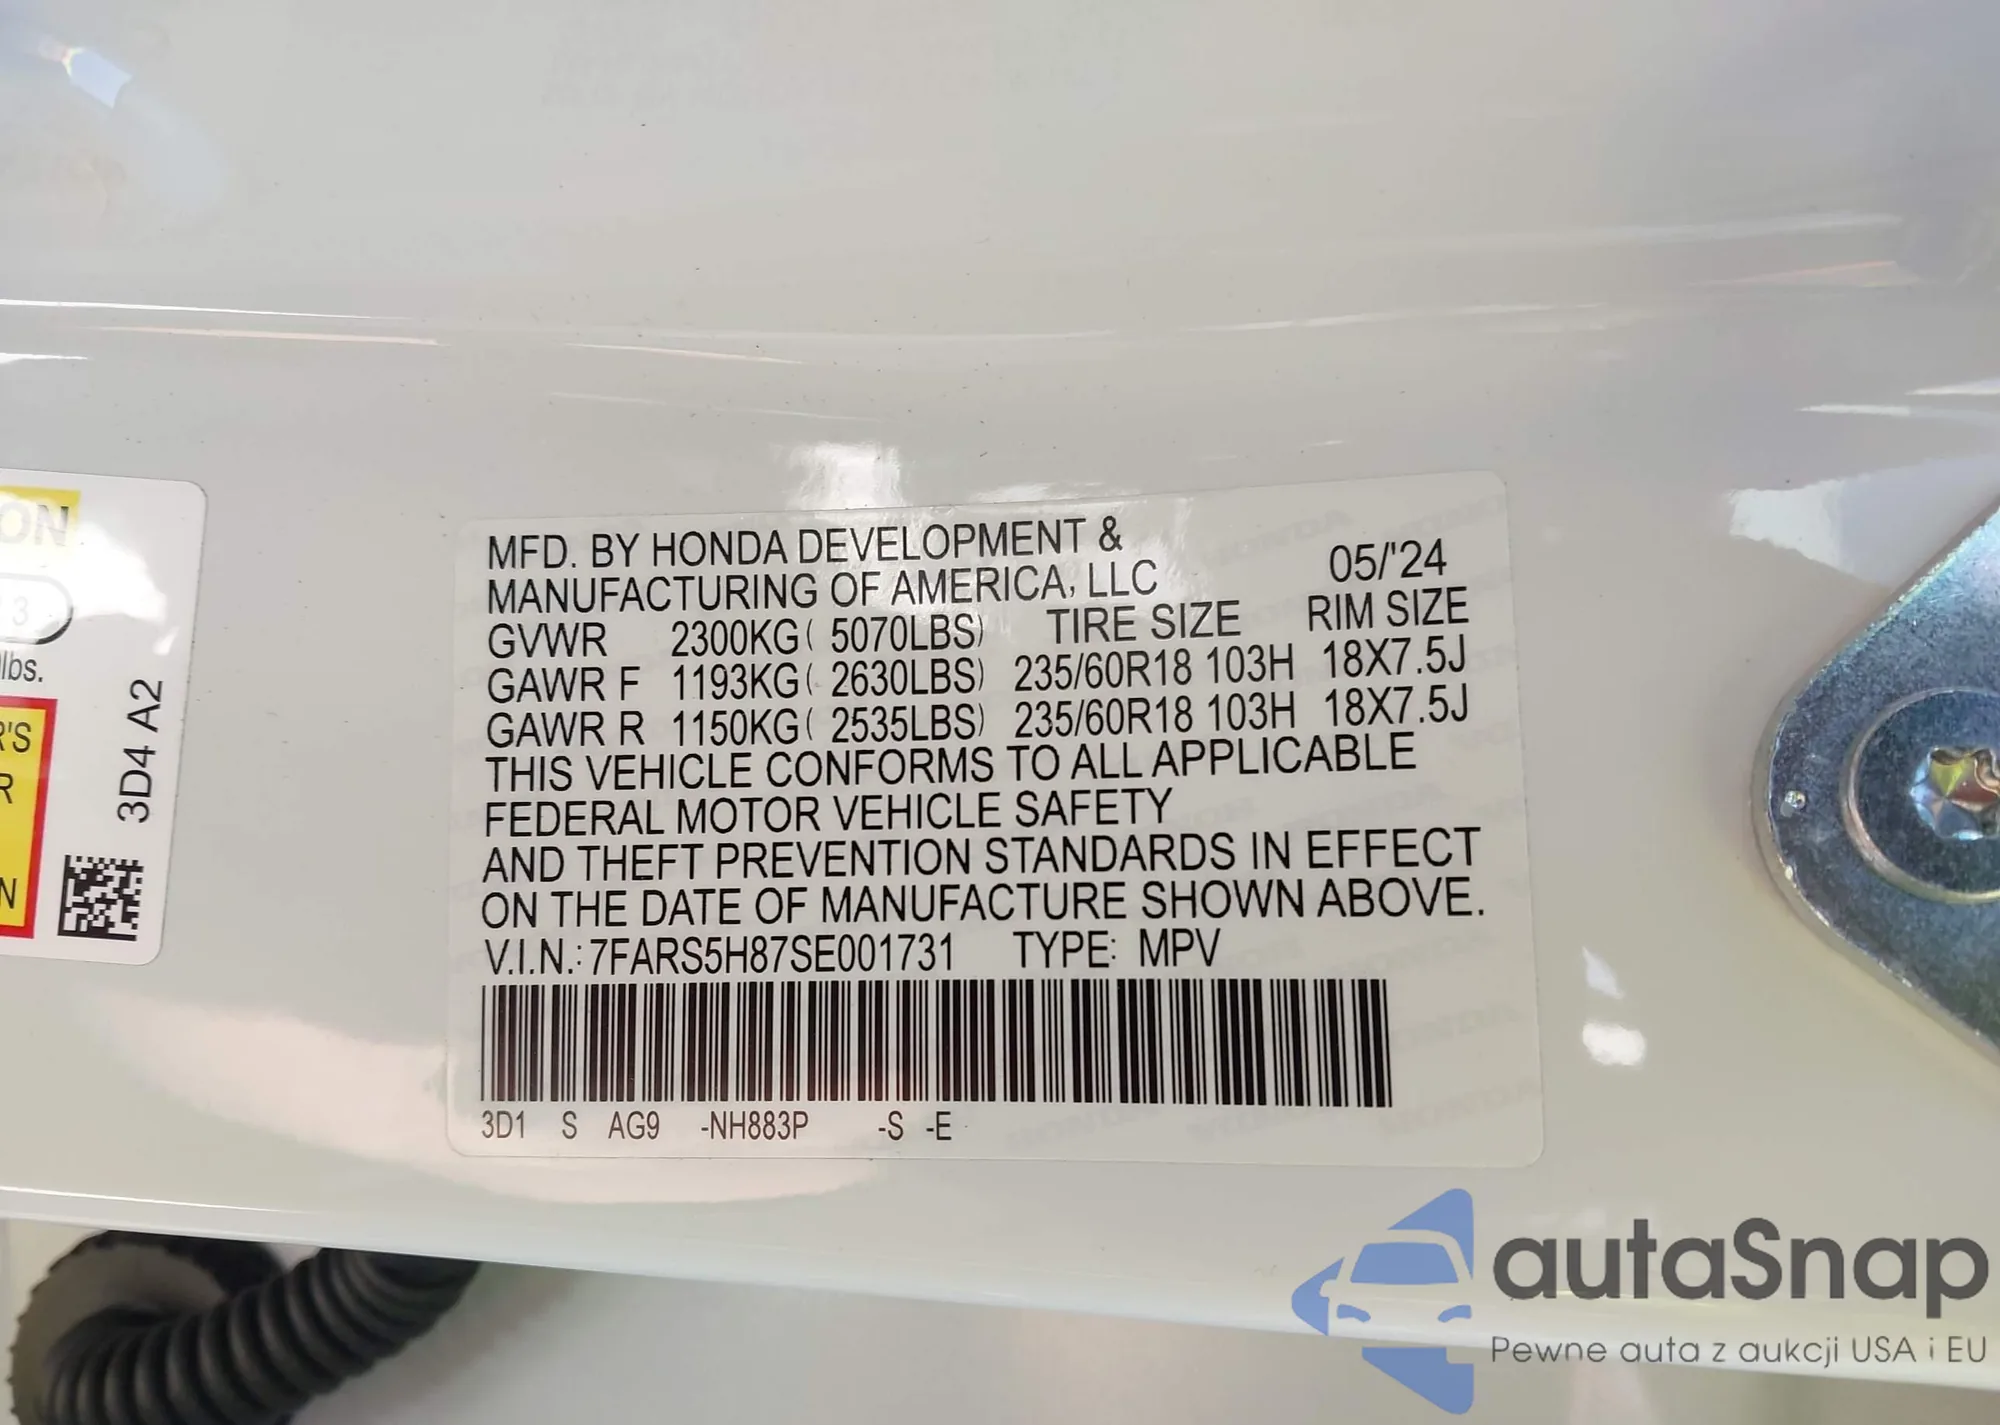 ON
3
lbs.
R'S
R
N
3D4 A2
MFD. BY HONDA DEVELOPMENT &
MANUFACTURING OF AMERICA, LLC 05/'24
GVWR 2300KG( 5070LBS) TIRE SIZE RIM SIZE
GAWR F 1193KG( 2630LBS) 235/60R18 103H 18X7.5J
GAWR R 1150KG( 2535LBS) 235/60R18 103H 18X7.5J
THIS VEHICLE CONFORMS TO ALL APPLICABLE
FEDERAL MOTOR VEHICLE SAFETY
AND THEFT PREVENTION STANDARDS IN EFFECT
ON THE DATE OF MANUFACTURE SHOWN ABOVE.
V.I.N.: 7FARS5H87SE001731 TYPE: MPV
3D1 S AG9 -NH883P -S -E
autaSnap
Pewne auta z aukcji USA i EU